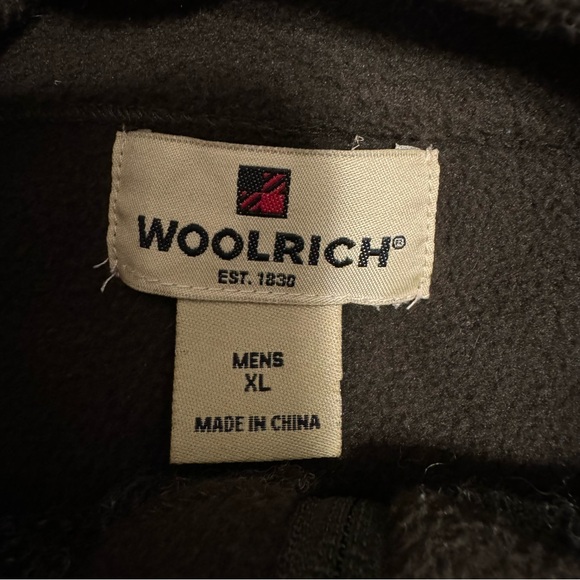 WOOLRICH®
EST. 1830
MENS
XL
MADE IN CHINA